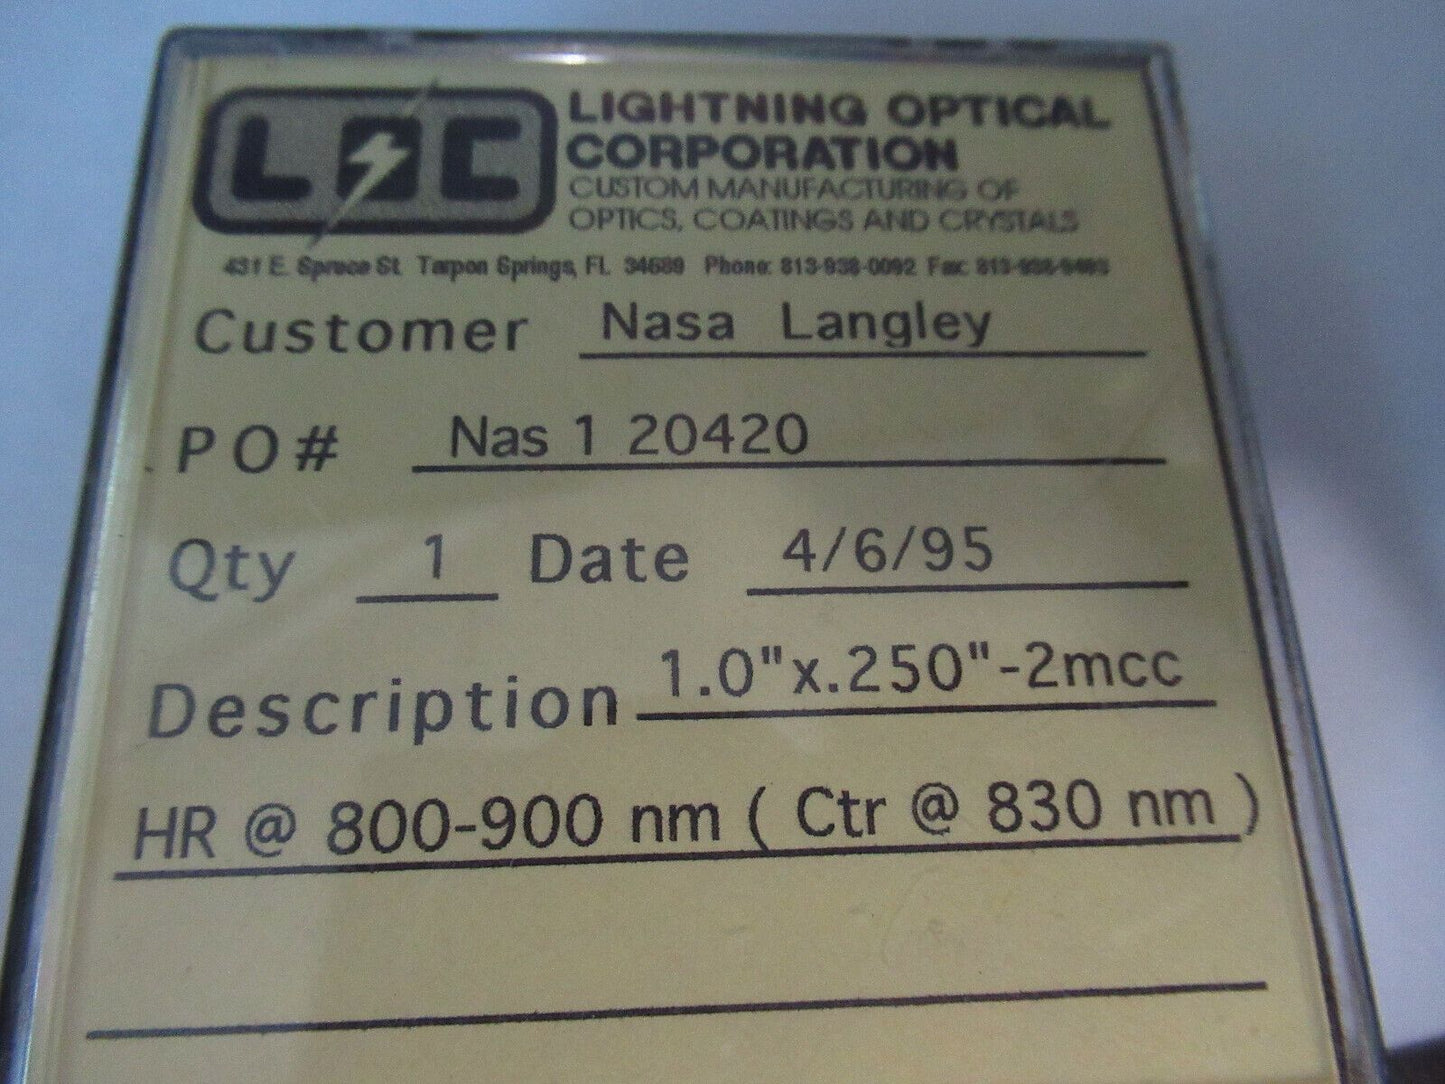 LOC
LIGHTNING OPTICAL
CORPORATION
CUSTOM MANUFACTURING OF
OPTICS, COATINGS AND CRYSTALS
431 E. Spruce St. Tarpon Springs, FL 34689 Phone: 813-938-0092 Fax:
Customer Nasa Langley
PO# Nas 1 20420
Qty 1 Date 4/6/95
Description 1.0"x.250"-2mcc
HR @ 800-900 nm ( Ctr @ 830 nm )